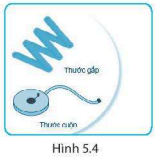 Thước gấp
Thước cuộn
Hình 5.4